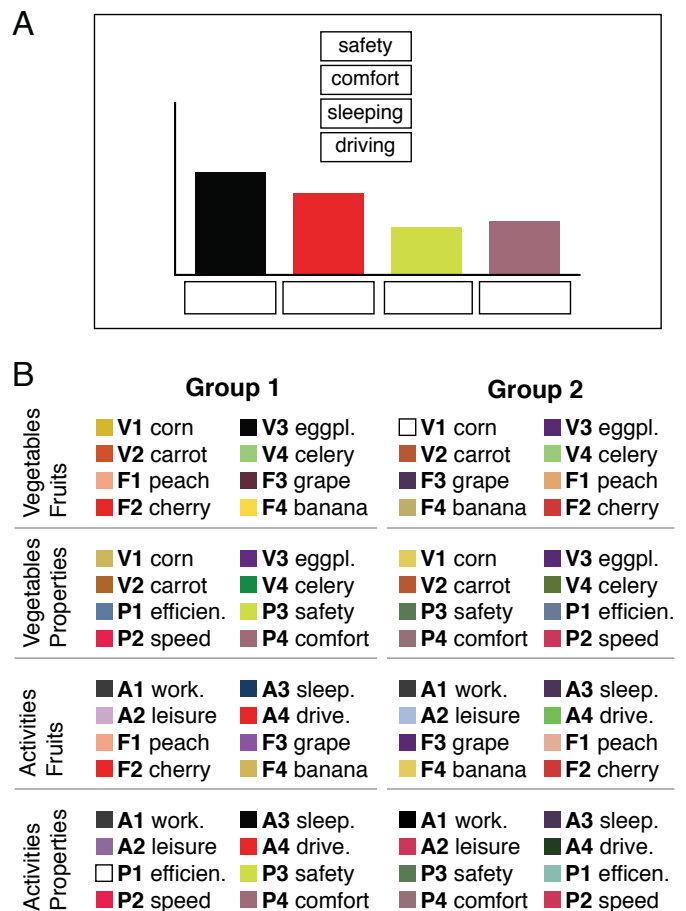 A
safety
comfort
sleeping
driving
B
Group 1 Group 2
Vegetables
Fruits
V1 corn V3 eggpl. V1 corn V3 eggpl.
V2 carrot V4 celery V2 carrot V4 celery
F1 peach F3 grape F3 grape F1 peach
F2 cherry F4 banana F4 banana F2 cherry
Vegetables
Properties
V1 corn V3 eggpl. V1 corn V3 eggpl.
V2 carrot V4 celery V2 carrot V4 celery
P1 efficien. P3 safety P3 safety P1 efficien.
P2 speed P4 comfort P4 comfort P2 speed
Activities
Fruits
A1 work. A3 sleep. A1 work. A3 sleep.
A2 leisure A4 drive. A2 leisure A4 drive.
F1 peach F3 grape F3 grape F1 peach
F2 cherry F4 banana F4 banana F2 cherry
Activities
Properties
A1 work. A3 sleep. A1 work. A3 sleep.
A2 leisure A4 drive. A2 leisure A4 drive.
P1 efficien. P3 safety P3 safety P1 efficen.
P2 speed P4 comfort P4 comfort P2 speed